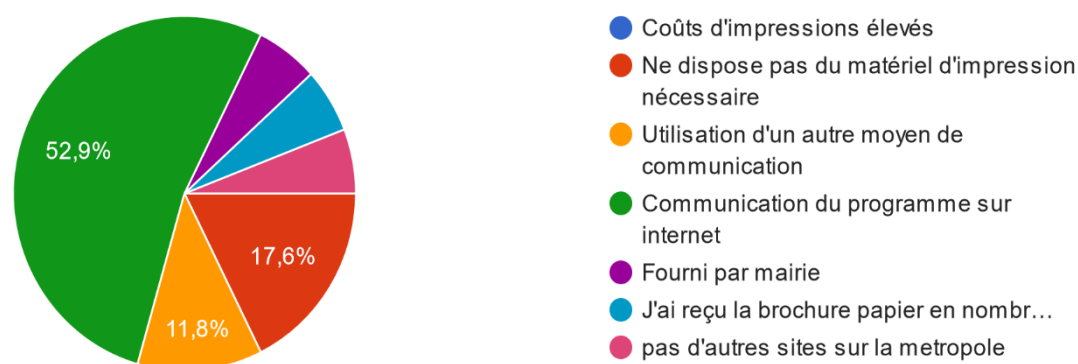 52,9%
17,6%
11,8%
Coûts d'impressions élevés
Ne dispose pas du matériel d'impression
nécessaire
Utilisation d'un autre moyen de
communication
Communication du programme sur
internet
Fourni par mairie
J'ai reçu la brochure papier en nombr…
pas d'autres sites sur la metropole